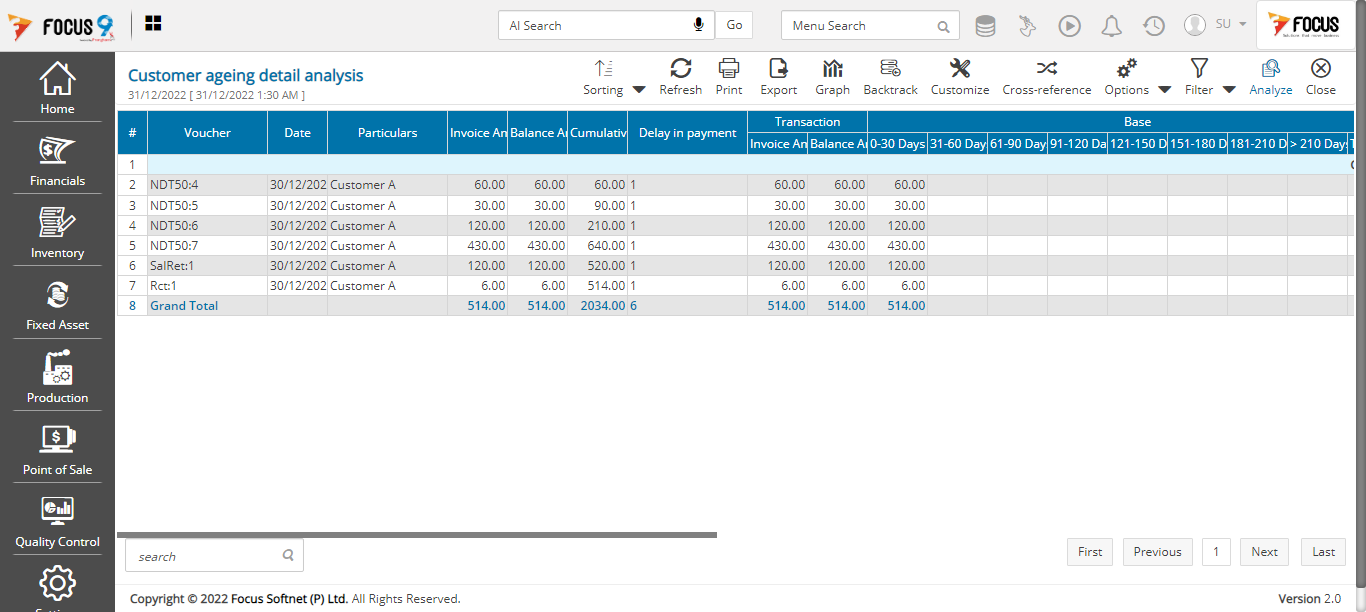 FOCUS 9
AI Search
Go
Menu Search
SU
FOCUS
Home
Financials
Inventory
Fixed Asset
Production
Point of Sale
Quality Control
Customer ageing detail analysis
31/12/2022 [ 31/12/2022 1:30 AM ]
Sorting Refresh Print Export Graph Backtrack Customize Cross-reference Options Filter Analyze Close
Transaction Base
# Voucher Date Particulars Invoice An Balance A Cumulativ Delay in payment Invoice An Balance A 0-30 Days 31-60 Day 61-90 Day 91-120 Da 121-150 D 151-180 D 181-210 D > 210 Day
1
2 NDT50:4 30/12/202 Customer A 60.00 60.00 60.00 1 60.00 60.00 60.00
3 NDT50:5 30/12/202 Customer A 30.00 30.00 90.00 1 30.00 30.00 30.00
4 NDT50:6 30/12/202 Customer A 120.00 120.00 210.00 1 120.00 120.00 120.00
5 NDT50:7 30/12/202 Customer A 430.00 430.00 640.00 1 430.00 430.00 430.00
6 SalRet:1 30/12/202 Customer A 120.00 120.00 520.00 1 120.00 120.00 120.00
7 Rct:1 30/12/202 Customer A 6.00 6.00 514.00 1 6.00 6.00 6.00
8 Grand Total 514.00 514.00 2034.00 6 514.00 514.00 514.00
search
First Previous 1 Next Last
Copyright © 2022 Focus Softnet (P) Ltd. All Rights Reserved.
Version 2.0